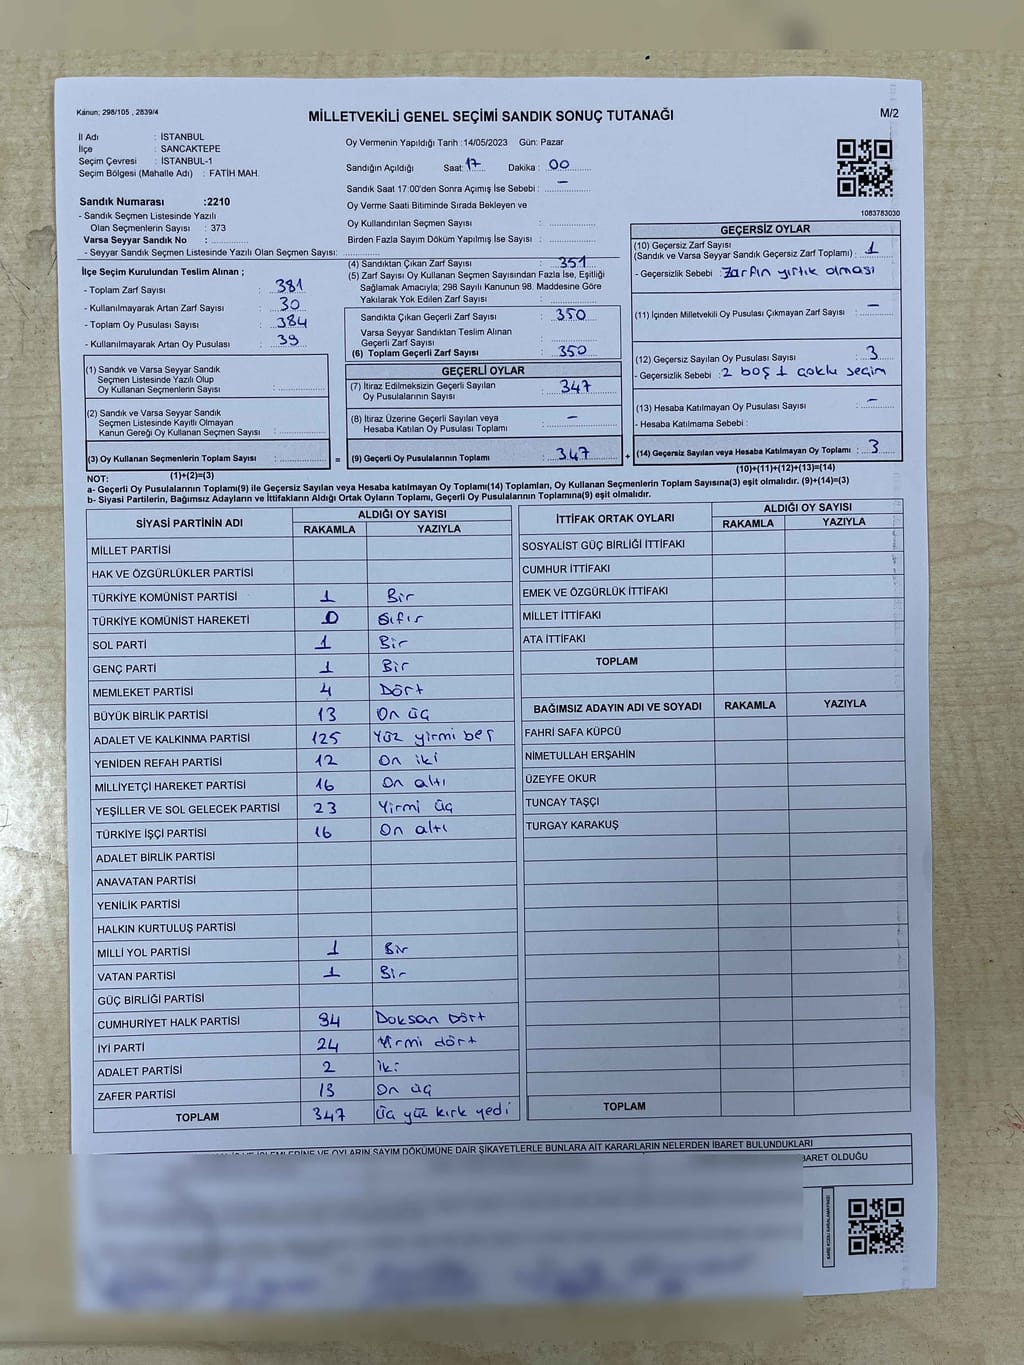 Kanun; 298/105 , 2839/4
MİLLETVEKİLİ GENEL SEÇİMİ SANDIK SONUÇ TUTANAĞI
M/2
İl Adı : İSTANBUL
İlçe : SANCAKTEPE
Seçim Çevresi : İSTANBUL-1
Seçim Bölgesi (Mahalle Adı) : FATİH MAH.
Sandık Numarası :2210
- Sandık Seçmen Listesinde Yazılı
Olan Seçmenlerin Sayısı : 373
Varsa Seyyar Sandık No :
- Seyyar Sandık Seçmen Listesinde Yazılı Olan Seçmen Sayısı:
Oy Vermenin Yapıldığı Tarih :14/05/2023 Gün: Pazar
Sandığın Açıldığı Saat: 17 Dakika : 00
Sandık Saat 17:00'den Sonra Açımış İse Sebebi : -
Oy Verme Saati Bitiminde Sırada Bekleyen ve
Oy Kullandırılan Seçmen Sayısı :
Birden Fazla Sayım Döküm Yapılmış İse Sayısı :
1083783030
İlçe Seçim Kurulundan Teslim Alınan ;
- Toplam Zarf Sayısı : 381
- Kullanılmayarak Artan Zarf Sayısı : 30
- Toplam Oy Pusulası Sayısı : 384
- Kullanılmayarak Artan Oy Pusulası : 33
(1) Sandık ve Varsa Seyyar Sandık
Seçmen Listesinde Yazılı Olup
Oy Kullanan Seçmenlerin Sayısı :
(2) Sandık ve Varsa Seyyar Sandık
Seçmen Listesinde Kayıtlı Olmayan
Kanun Gereği Oy Kullanan Seçmen Sayısı :
(3) Oy Kullanan Seçmenlerin Toplam Sayısı :
(1)+(2)=(3)
(4) Sandıktan Çıkan Zarf Sayısı : 351
(5) Zarf Sayısı Oy Kullanan Seçmen Sayısından Fazla İse, Eşitliği
Sağlamak Amacıyla; 298 Sayılı Kanunun 98. Maddesine Göre
Yakılarak Yok Edilen Zarf Sayısı :
Sandıkta Çıkan Geçerli Zarf Sayısı : 350
Varsa Seyyar Sandıktan Teslim Alınan
Geçerli Zarf Sayısı :
(6) Toplam Geçerli Zarf Sayısı : 350
GEÇERLİ OYLAR
(7) İtiraz Edilmeksizin Geçerli Sayılan
Oy Pusulalarının Sayısı : 347
(8) İtiraz Üzerine Geçerli Sayılan veya
Hesaba Katılan Oy Pusulası Toplamı : -
= (9) Geçerli Oy Pusulalarının Toplamı : 347 +
GEÇERSİZ OYLAR
(10) Geçersiz Zarf Sayısı
(Sandık ve Varsa Seyyar Sandık Geçersiz Zarf Toplamı) : 1
- Geçersizlik Sebebi : Zarfın yırtık olması
(11) İçinden Milletvekili Oy Pusulası Çıkmayan Zarf Sayısı : -
(12) Geçersiz Sayılan Oy Pusulası Sayısı : 3
- Geçersizlik Sebebi : 2 boş 1 çoklu seçim
(13) Hesaba Katılmayan Oy Pusulası Sayısı : -
- Hesaba Katılmama Sebebi :
(14) Geçersiz Sayılan veya Hesaba Katılmayan Oy Toplamı : 3
(10)+(11)+(12)+(13)=(14)
NOT:
a- Geçerli Oy Pusulalarının Toplamı(9) ile Geçersiz Sayılan veya Hesaba katılmayan Oy Toplamı(14) Toplamları, Oy Kullanan Seçmenlerin Toplam Sayısına(3) eşit olmalıdır. (9)+(14)=(3)
b- Siyasi Partilerin, Bağımsız Adayların ve İttifakların Aldığı Ortak Oyların Toplamı, Geçerli Oy Pusulalarının Toplamına(9) eşit olmalıdır.
SİYASİ PARTİNİN ADI
ALDIĞI OY SAYISI
RAKAMLA YAZIYLA
MİLLET PARTİSİ
HAK VE ÖZGÜRLÜKLER PARTİSİ
TÜRKİYE KOMÜNİST PARTİSİ 1 Bir
TÜRKİYE KOMÜNİST HAREKETİ 0 Sıfır
SOL PARTİ 1 Bir
GENÇ PARTİ 1 Bir
MEMLEKET PARTİSİ 4 Dört
BÜYÜK BİRLİK PARTİSİ 13 On üç
ADALET VE KALKINMA PARTİSİ 125 Yüz yirmi beş
YENİDEN REFAH PARTİSİ 12 On iki
MİLLİYETÇİ HAREKET PARTİSİ 16 On altı
YEŞİLLER VE SOL GELECEK PARTİSİ 23 Yirmi üç
TÜRKİYE İŞÇİ PARTİSİ 16 On altı
ADALET BİRLİK PARTİSİ
ANAVATAN PARTİSİ
YENİLİK PARTİSİ
HALKIN KURTULUŞ PARTİSİ
MİLLİ YOL PARTİSİ 1 Bir
VATAN PARTİSİ 1 Bir
GÜÇ BİRLİĞİ PARTİSİ
CUMHURİYET HALK PARTİSİ 94 Doksan Dört
İYİ PARTİ 24 Yirmi dört
ADALET PARTİSİ 2 iki
ZAFER PARTİSİ 13 On üç
TOPLAM 347 üç yüz kırk yedi
İTTİFAK ORTAK OYLARI
ALDIĞI OY SAYISI
RAKAMLA YAZIYLA
SOSYALİST GÜÇ BİRLİĞİ İTTİFAKI
CUMHUR İTTİFAKI
EMEK VE ÖZGÜRLÜK İTTİFAKI
MİLLET İTTİFAKI
ATA İTTİFAKI
TOPLAM
BAĞIMSIZ ADAYIN ADI VE SOYADI RAKAMLA YAZIYLA
FAHRİ SAFA KÜPCÜ
NİMETULLAH ERŞAHİN
ÜZEYFE OKUR
TUNCAY TAŞÇI
TURGAY KARAKUŞ
TOPLAM
VE İŞLEMLERİNE VE OYLARIN SAYIM DÖKÜMÜNE DAİR ŞİKAYETLERLE BUNLARA AİT KARARLARIN NELERDEN İBARET BULUNDUKLARI
BARET OLDUĞU